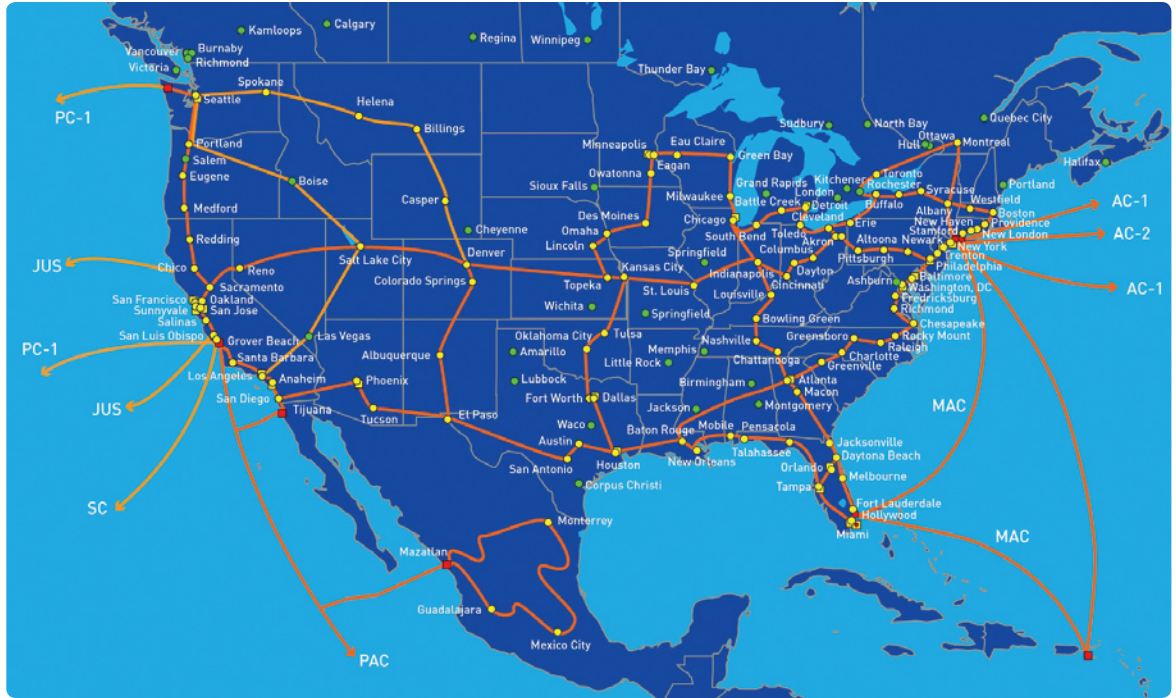 Kamloops
Calgary
Regina
Winnipeg
Vancouver
Burnaby
Richmond
Victoria
Thunder Bay
Seattle
Spokane
PC-1
Helena
Billings
Sudbury
North Bay
Quebec City
Ottawa
Hull
Montreal
Halifax
Portland
Salem
Eugene
Boise
Minneapolis
Eau Claire
Eagan
Green Bay
Owatonna
Sioux Falls
Grand Rapids
Kitchener
London
Toronto
Rochester
Syracuse
Portland
Westfield
Medford
Casper
Milwaukee
Battle Creek
Detroit
Buffalo
Albany
Boston
AC-1
Des Moines
Chicago
Cleveland
Erie
New Haven
Providence
Stamford
New London
AC-2
Redding
Cheyenne
Omaha
Lincoln
South Bend
Toledo
Akron
Altoona
Newark
New York
Columbus
Pittsburgh
Trenton
JUS
Chico
Reno
Salt Lake City
Denver
Springfield
Indianapolis
Dayton
Philadelphia
Kansas City
Topeka
Colorado Springs
Sacramento
St. Louis
Cincinnati
Ashburn
Baltimore
Washington, DC
AC-1
San Francisco
Oakland
Sunnyvale
San Jose
Louisville
Fredricksburg
Richmond
Wichita
Springfield
Salinas
Bowling Green
Chesapeake
San Luis Obispo
Grover Beach
Las Vegas
Oklahoma City
Tulsa
Nashville
Greensboro
Rocky Mount
Raleigh
PC-1
Santa Barbara
Albuquerque
Amarillo
Memphis
Little Rock
Chattanooga
Charlotte
Greenville
Los Angeles
Anaheim
Phoenix
Lubbock
Birmingham
Atlanta
Macon
San Diego
Fort Worth
Dallas
JUS
Tijuana
Tucson
El Paso
Jackson
Montgomery
MAC
Waco
Baton Rouge
Mobile
Pensacola
Austin
Jacksonville
San Antonio
Houston
New Orleans
Talahassee
Daytona Beach
Orlando
Melbourne
Corpus Christi
Tampa
SC
Fort Lauderdale
Hollywood
Monterrey
Miami
MAC
Mazatlan
Guadalajara
Mexico City
PAC